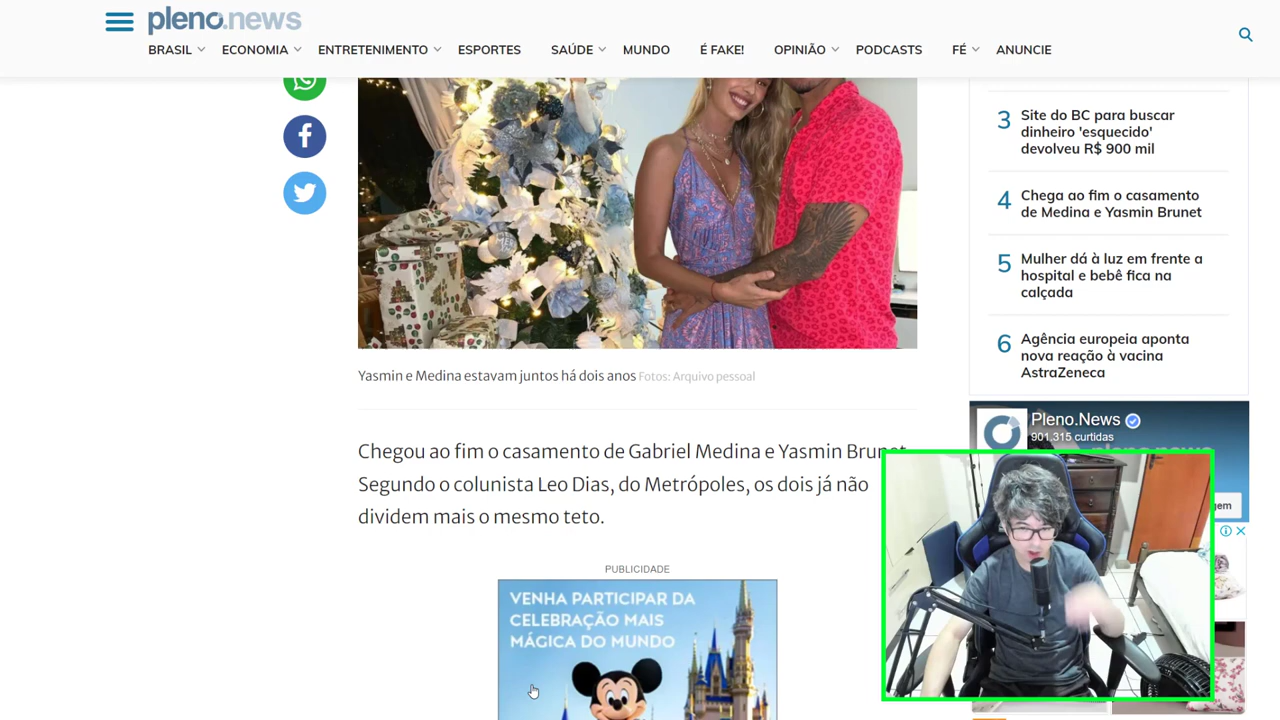 pleno.news
BRASIL ECONOMIA ENTRETENIMENTO ESPORTES SAÚDE MUNDO É FAKE! OPINIÃO PODCASTS FÉ ANUNCIE
Yasmin e Medina estavam juntos há dois anos Fotos: Arquivo pessoal
Chegou ao fim o casamento de Gabriel Medina e Yasmin Brunet.
Segundo o colunista Leo Dias, do Metrópoles, os dois já não
dividem mais o mesmo teto.
PUBLICIDADE
VENHA PARTICIPAR DA
CELEBRAÇÃO MAIS
MÁGICA DO MUNDO
3 Site do BC para buscar
dinheiro 'esquecido'
devolveu R$ 900 mil
4 Chega ao fim o casamento
de Medina e Yasmin Brunet
5 Mulher dá à luz em frente a
hospital e bebê fica na
calçada
6 Agência europeia aponta
nova reação à vacina
AstraZeneca
Pleno.News
901.315 curtidas
gem